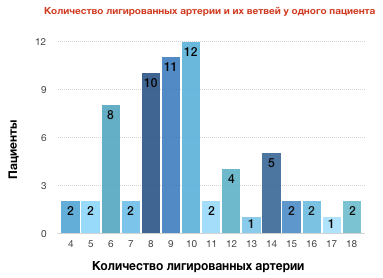 Количество лигированных артерии и их ветвей у одного пациента
12
9
6
3
0
Пациенты
2 2 8 2 10 11 12 2 4 1 5 2 2 1 2
4 5 6 7 8 9 10 11 12 13 14 15 16 17 18
Количество лигированных артерии